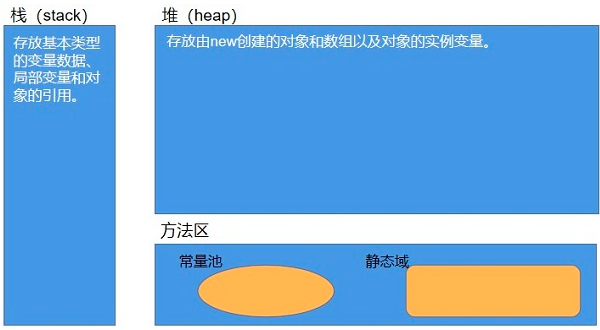 栈（stack）
存放基本类型
的变量数据、
局部变量和对
象的引用。
堆（heap）
存放由new创建的对象和数组以及对象的实例变量。
方法区
常量池
静态域